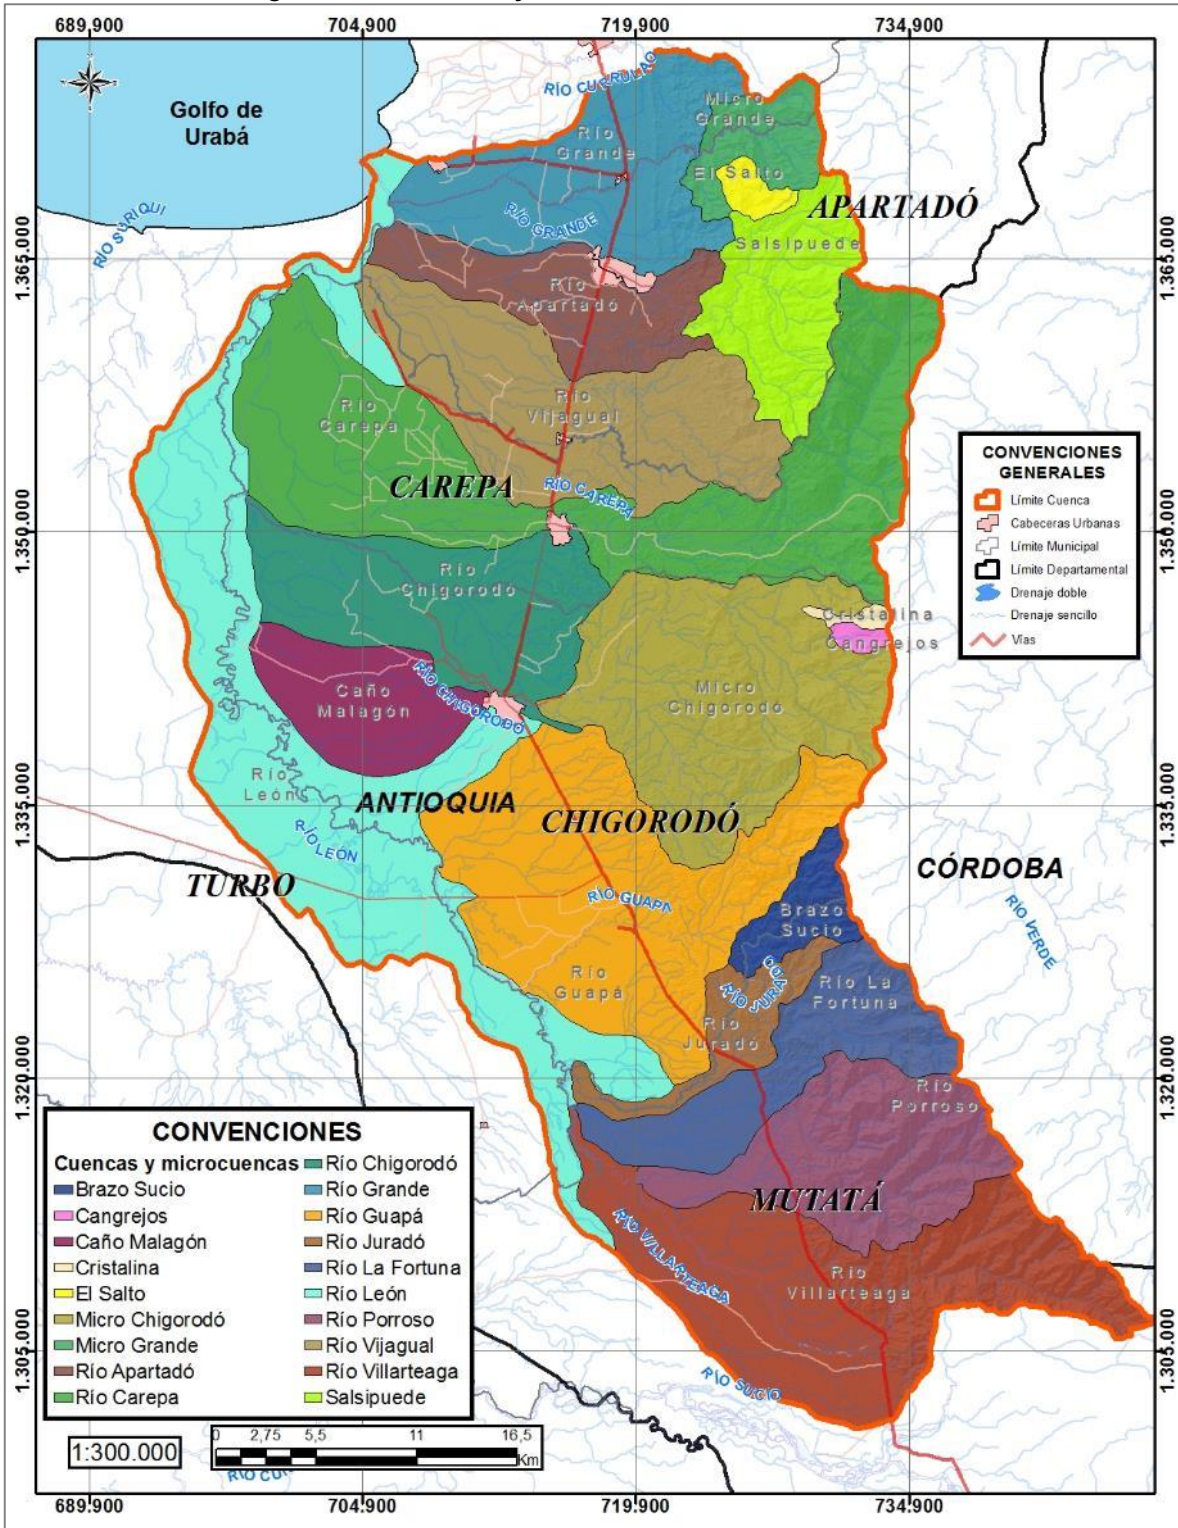 689,900 704,900 719,900 734,900
RÍO CURRULAO
Golfo de
Urabá
Micro
Grande
Río
Grande
El Salto
APARTADÓ
RÍO SURIQUI
RÍO GRANDE
Salsipuede
1.365.000 1.365.000
Río
Apartadó
Río
Carepa
Río
Vijagual
CAREPA
RÍO CAREPA
CONVENCIONES
GENERALES
Límite Cuenca
Cabeceras Urbanas
Límite Municipal
Límite Departamental
Drenaje doble
Drenaje sencillo
Vías
1.350.000 1.350.000
Río
Chigorodó
Cristalina
Cangrejos
Caño
Malagón
RÍO CHIGORODÓ
Micro
Chigorodó
Río
León
ANTIOQUIA
CHIGORODÓ
1.335.000 1.335.000
RÍO LEÓN
TURBO
CÓRDOBA
RÍO GUAPA
Brazo
Sucio
RÍO VERDE
Río
Guapá
RÍO JURADÓ
Río La
Fortuna
Río
Juradó
1.320.000 1.320.000
Río
Porroso
MUTATÁ
RÍO VILLARTEAGA
Río
Villarteaga
1.305.000 1.305.000
RÍO SUCIO
CONVENCIONES
Cuencas y microcuencas
Brazo Sucio
Cangrejos
Caño Malagón
Cristalina
El Salto
Micro Chigorodó
Micro Grande
Río Apartadó
Río Carepa
Río Chigorodó
Río Grande
Río Guapá
Río Juradó
Río La Fortuna
Río León
Río Porroso
Río Vijagual
Río Villarteaga
Salsipuede
1:300.000
0 2,75 5,5 11 16,5
Km
RÍO
689,900 704,900 719,900 734,900